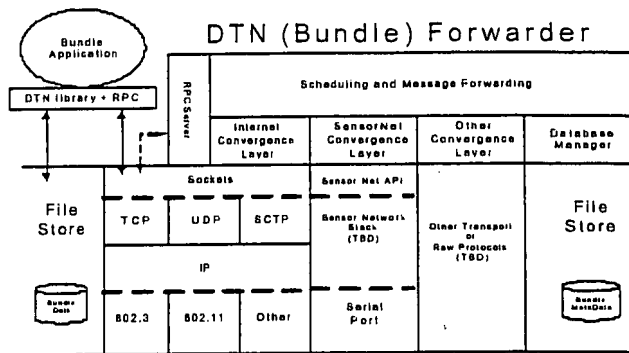 DTN (Bundle) Forwarder
Bundle
Application
DTN library + RPC
RPC Server
Scheduling and Message Forwarding
Internet
Convergence
Layer
SensorNet
Convergence
Layer
Other
Convergence
Layer
Database
Manager
Sockets
Sensor Net API
File
Store
TCP
UDP
SCTP
Sensor Network
Stack
(TBD)
Other Transport
or
Raw Protocols
(TBD)
File
Store
IP
Bundle
Data
802.3
802.11
Other
Serial
Port
Bundle
MetaData